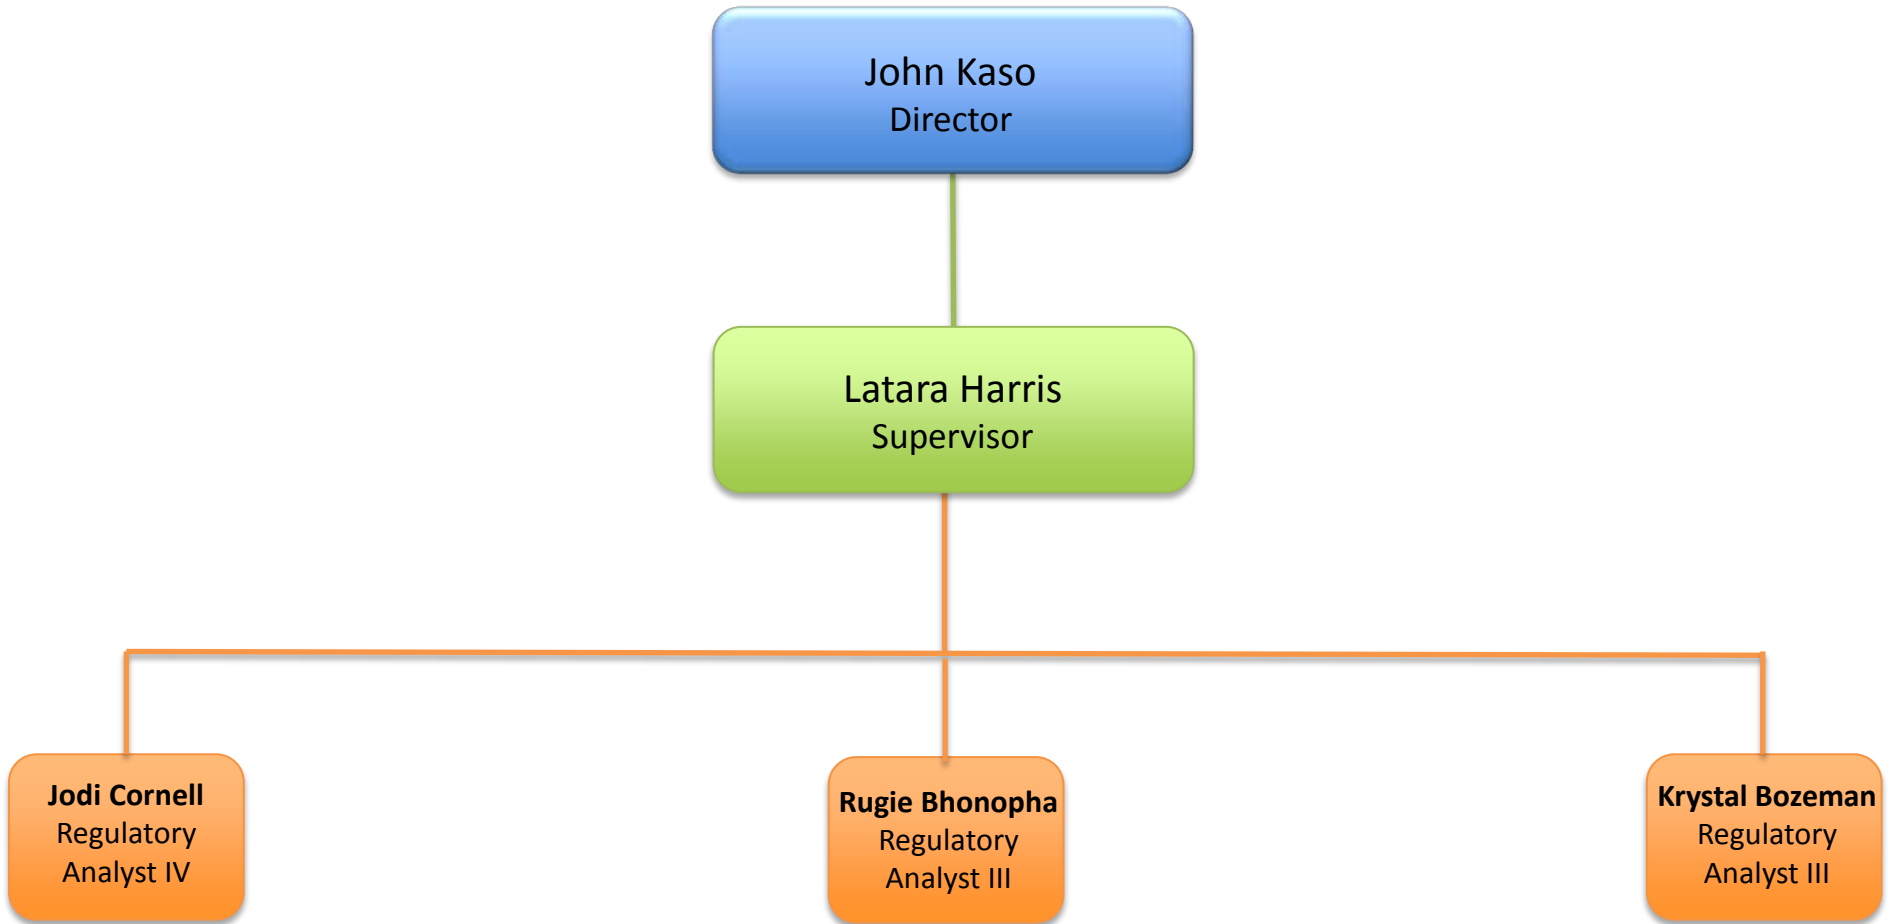 John Kaso
Director
Latara Harris
Supervisor
Jodi Cornell
Regulatory
Analyst IV
Rugie Bhonopha
Regulatory
Analyst III
Krystal Bozeman
Regulatory
Analyst III